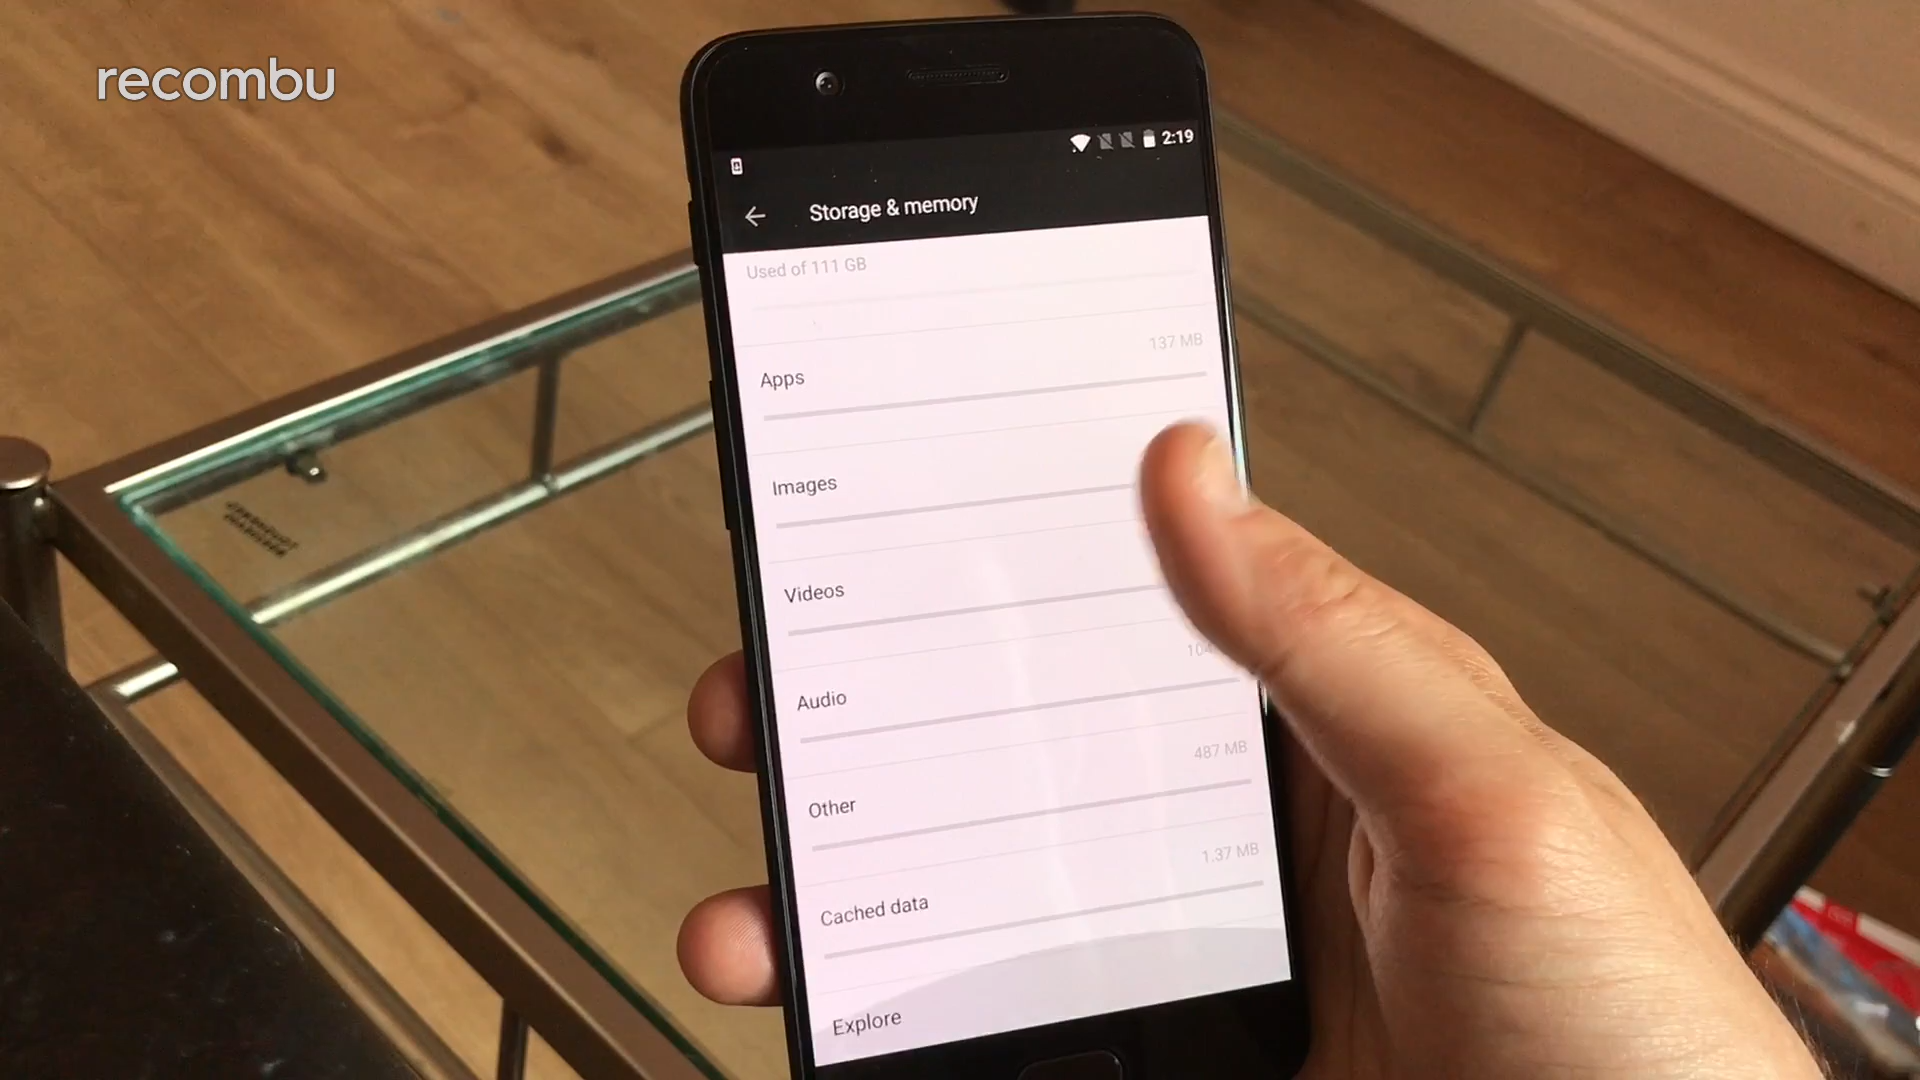 recombu
2:19
Storage & memory
Used of 111 GB
137 MB
Apps
Images
Videos
Audio
487 MB
Other
1.37 MB
Cached data
Explore